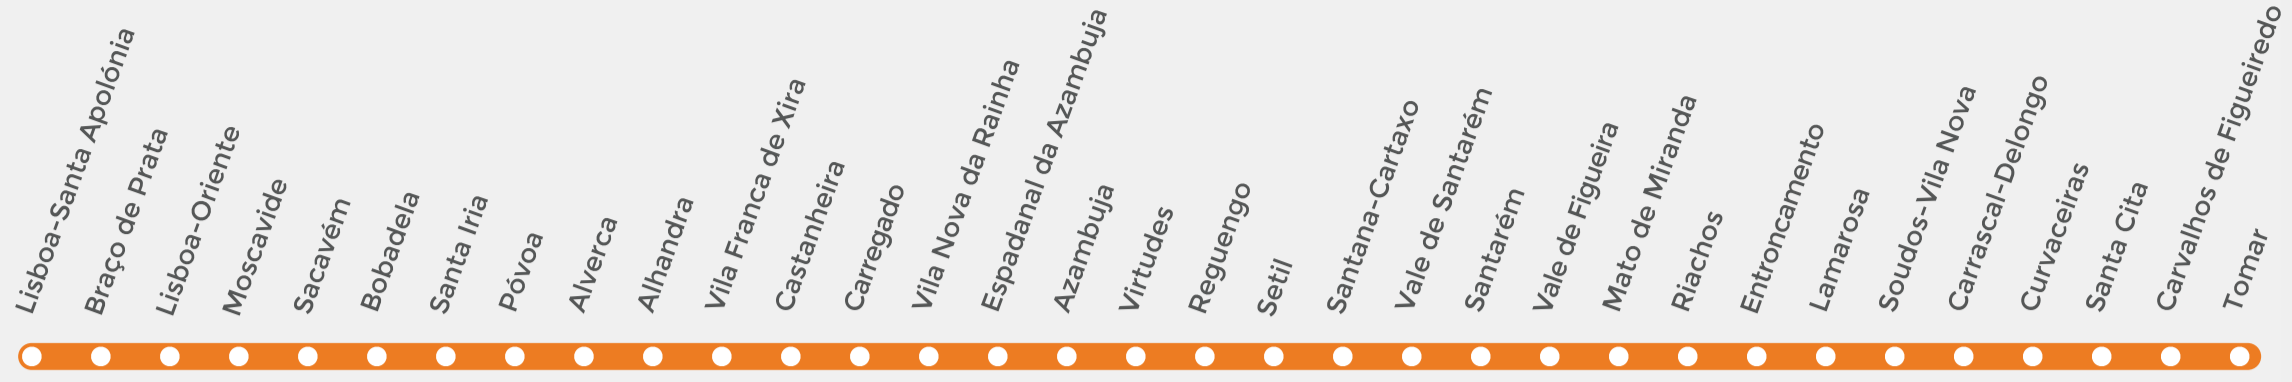 Lisboa-Santa Apolónia
Braço de Prata
Lisboa-Oriente
Moscavide
Sacavém
Bobadela
Santa Iria
Póvoa
Alverca
Alhandra
Vila Franca de Xira
Castanheira
Carregado
Vila Nova da Rainha
Espadanal da Azambuja
Azambuja
Virtudes
Reguengo
Setil
Santana-Cartaxo
Vale de Santarém
Santarém
Vale de Figueira
Mato de Miranda
Riachos
Entroncamento
Lamarosa
Soudos-Vila Nova
Carrascal-Delongo
Curvaceiras
Santa Cita
Carvalhos de Figueiredo
Tomar